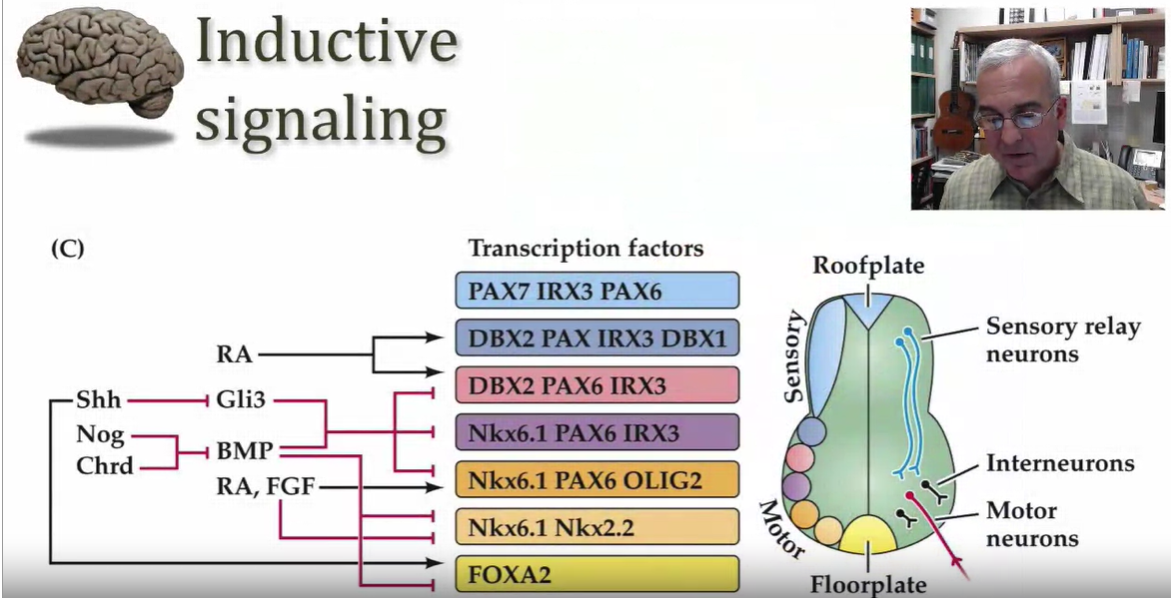 Inductive
signaling
(C)
Transcription factors
PAX7 IRX3 PAX6
DBX2 PAX IRX3 DBX1
DBX2 PAX6 IRX3
Nkx6.1 PAX6 IRX3
Nkx6.1 PAX6 OLIG2
Nkx6.1 Nkx2.2
FOXA2
RA
Shh
Gli3
Nog
Chrd
BMP
RA, FGF
Roofplate
Sensory
Sensory relay
neurons
Interneurons
Motor
neurons
Motor
Floorplate